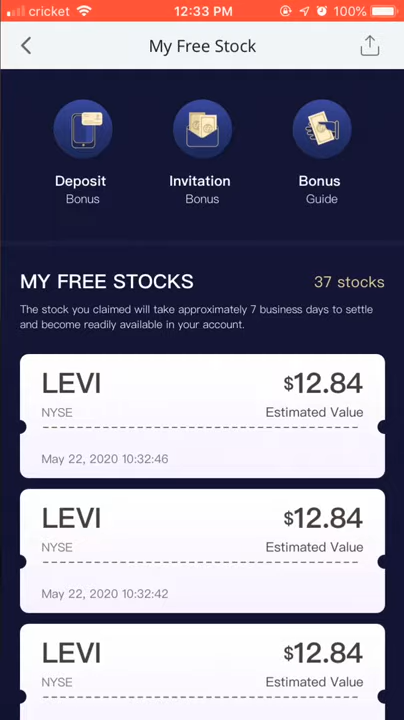 cricket 12:33 PM 100%
My Free Stock
Deposit Invitation Bonus
Bonus Bonus Guide
MY FREE STOCKS 37 stocks
The stock you claimed will take approximately 7 business days to settle
and become readily available in your account.
LEVI $12.84
NYSE Estimated Value
May 22, 2020 10:32:46
LEVI $12.84
NYSE Estimated Value
May 22, 2020 10:32:42
LEVI $12.84
NYSE Estimated Value